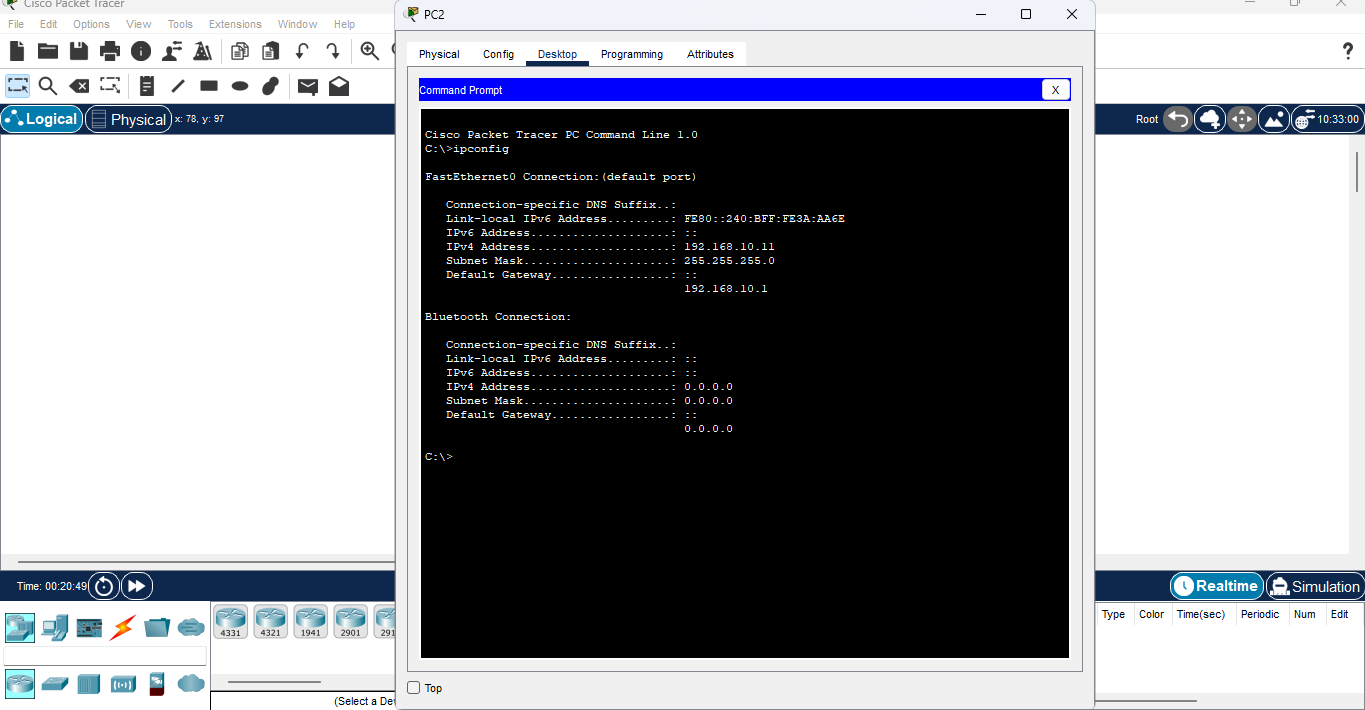 Cisco Packet Tracer
File Edit Options View Tools Extensions Window Help
PC2
Physical Config Desktop Programming Attributes
Command Prompt
X
Logical
Physical
x: 78, y: 97
Root
10:33:00
Cisco Packet Tracer PC Command Line 1.0
C:\>ipconfig
FastEthernet0 Connection:(default port)
Connection-specific DNS Suffix..:
Link-local IPv6 Address.........: FE80::240:BFF:FE3A:AA6E
IPv6 Address....................: ::
IPv4 Address....................: 192.168.10.11
Subnet Mask.....................: 255.255.255.0
Default Gateway.................: ::
192.168.10.1
Bluetooth Connection:
Connection-specific DNS Suffix..:
Link-local IPv6 Address.........: ::
IPv6 Address....................: ::
IPv4 Address....................: 0.0.0.0
Subnet Mask.....................: 0.0.0.0
Default Gateway.................: ::
0.0.0.0
C:\>
Time: 00:20:49
Realtime
Simulation
4331 4321 1941 2901 291
Type Color Time(sec) Periodic Num Edit
(Select a De
Top